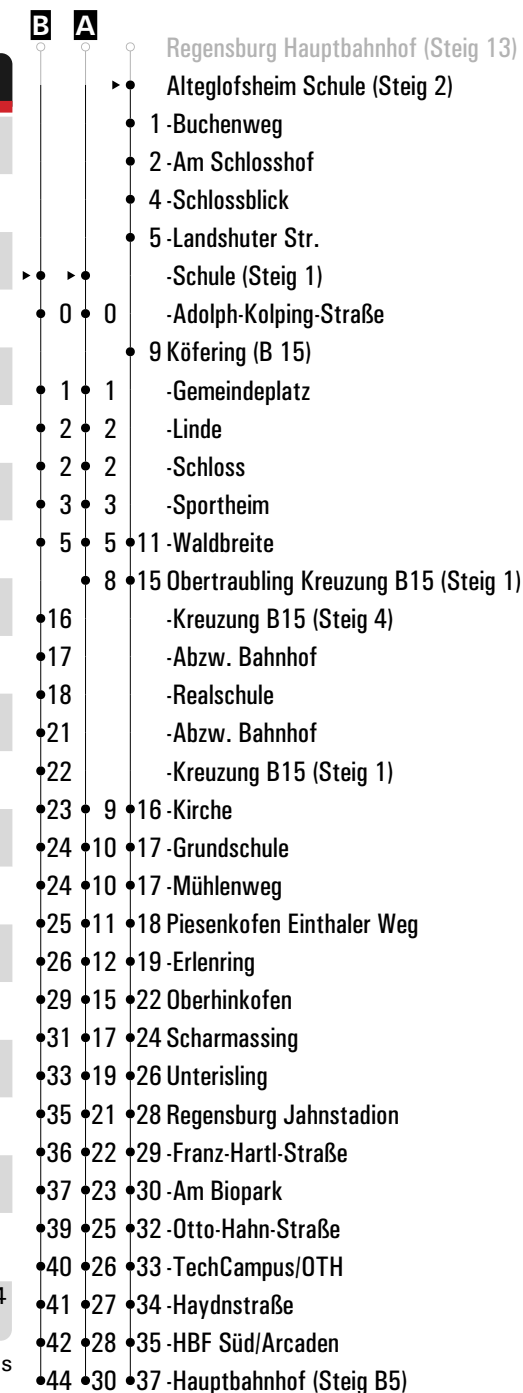 B A
Regensburg Hauptbahnhof (Steig 13)
Alteglofsheim Schule (Steig 2)
1 -Buchenweg
2 -Am Schlosshof
4 -Schlossblick
5 -Landshuter Str.
-Schule (Steig 1)
0 0 -Adolph-Kolping-Straße
9 Köfering (B 15)
1 1 -Gemeindeplatz
2 2 -Linde
2 2 -Schloss
3 3 -Sportheim
5 5 11 -Waldbreite
8 15 Obertraubling Kreuzung B15 (Steig 1)
16 -Kreuzung B15 (Steig 4)
17 -Abzw. Bahnhof
18 -Realschule
21 -Abzw. Bahnhof
22 -Kreuzung B15 (Steig 1)
23 9 16 -Kirche
24 10 17 -Grundschule
24 10 17 -Mühlenweg
25 11 18 Piesenkofen Einthaler Weg
26 12 19 -Erlenring
29 15 22 Oberhinkofen
31 17 24 Scharmassing
33 19 26 Unterisling
35 21 28 Regensburg Jahnstadion
36 22 29 -Franz-Hartl-Straße
37 23 30 -Am Biopark
39 25 32 -Otto-Hahn-Straße
40 26 33 -TechCampus/OTH
4
41 27 34 -Haydnstraße
42 28 35 -HBF Süd/Arcaden
s
44 30 37 -Hauptbahnhof (Steig B5)